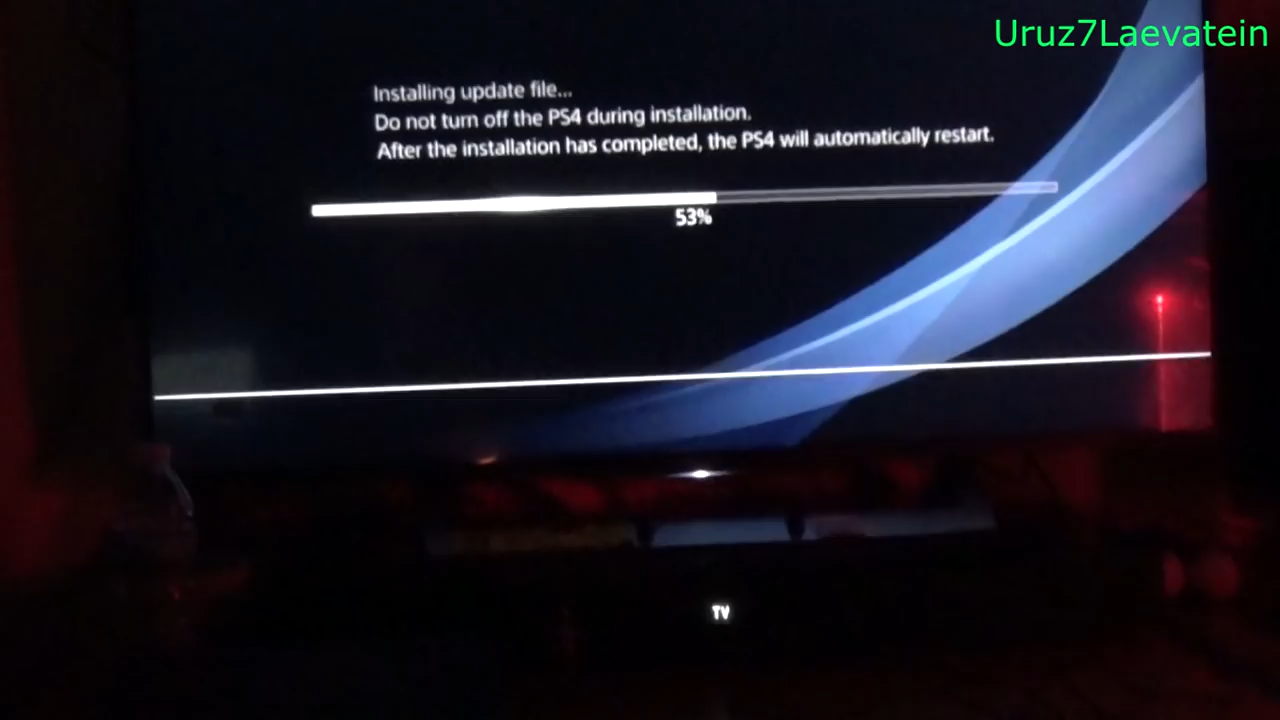 Uruz7Laevatein
Installing update file...
Do not turn off the PS4 during installation.
After the installation has completed, the PS4 will automatically restart.
53%
TV